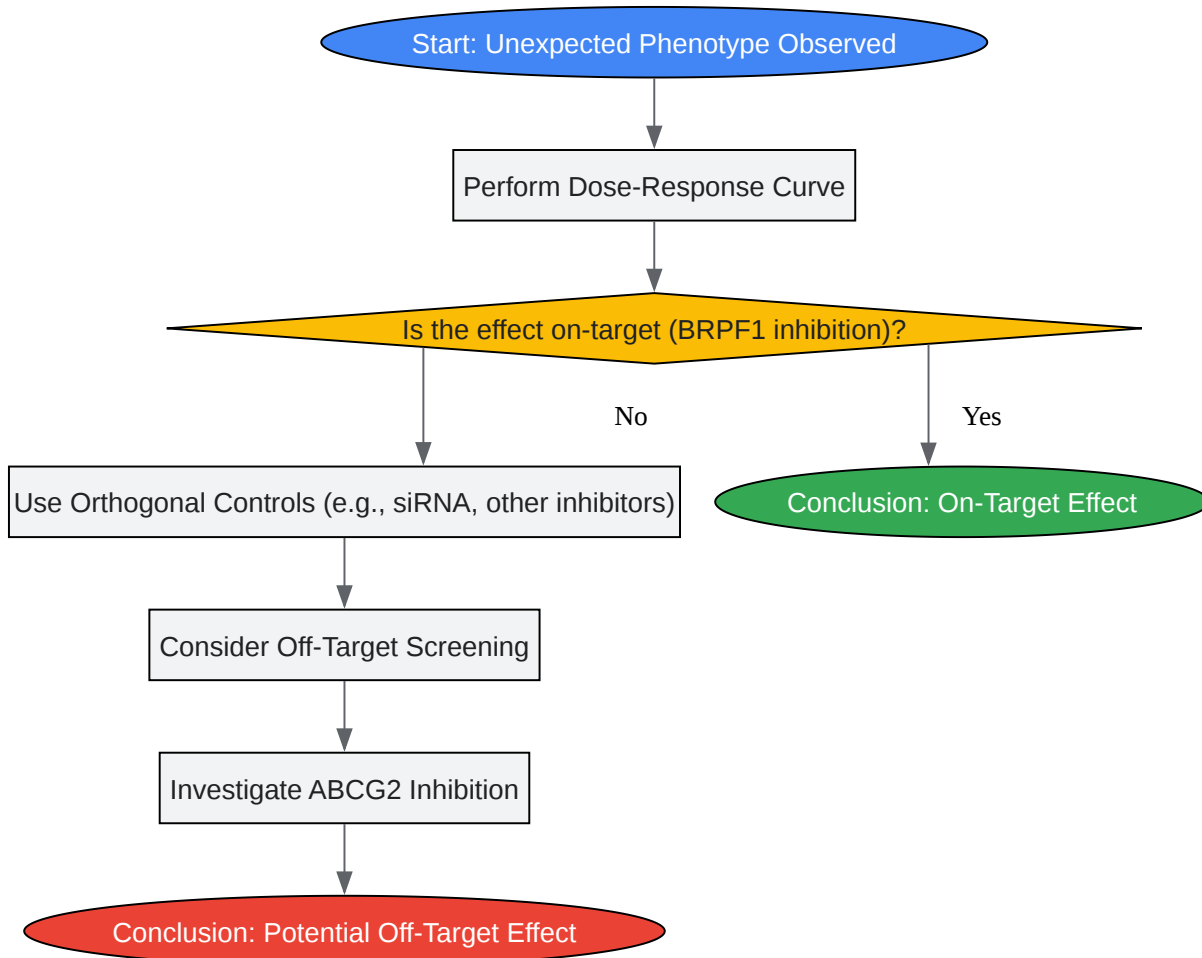 Start: Unexpected Phenotype Observed
Perform Dose-Response Curve
Is the effect on-target (BRPF1 inhibition)?
No
Yes
Use Orthogonal Controls (e.g., siRNA, other inhibitors)
Conclusion: On-Target Effect
Consider Off-Target Screening
Investigate ABCG2 Inhibition
Conclusion: Potential Off-Target Effect